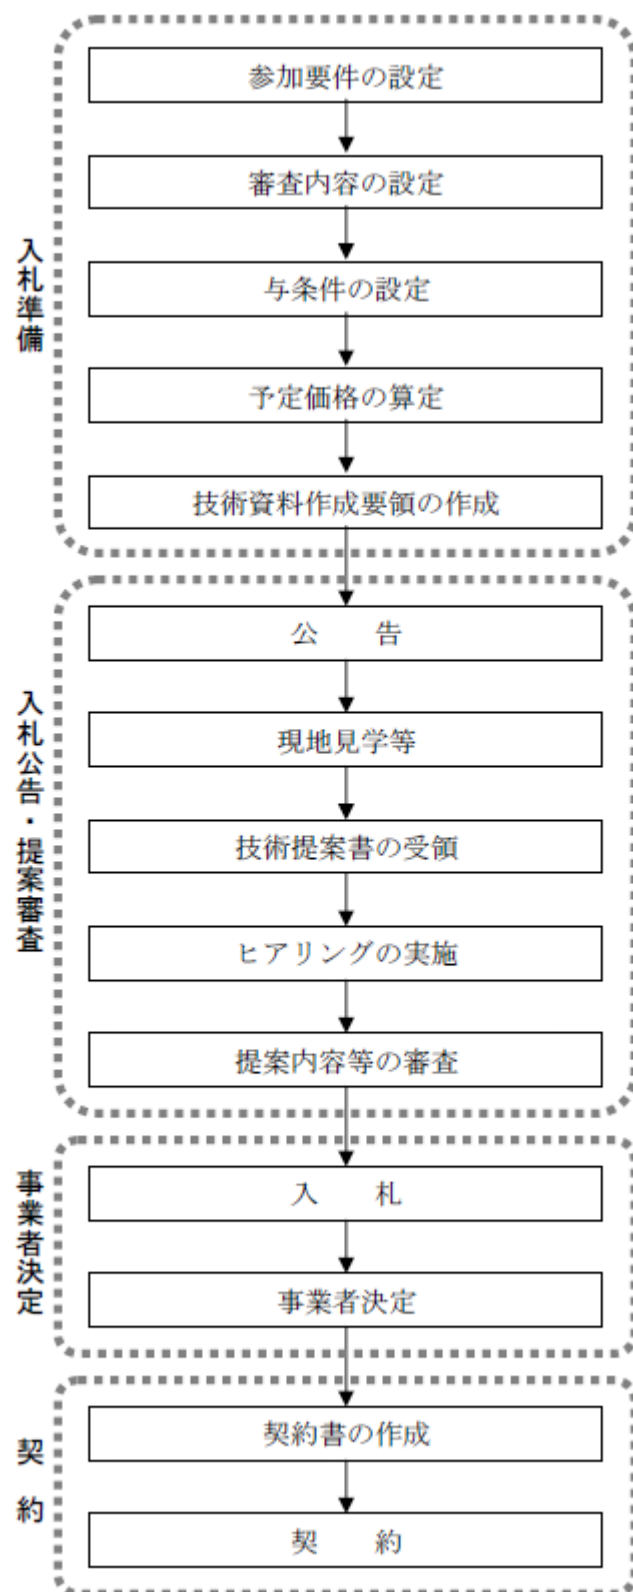 入札準備
参加要件の設定
審査内容の設定
与条件の設定
予定価格の算定
技術資料作成要領の作成
入札公告・提案審査
公　　告
現地見学等
技術提案書の受領
ヒアリングの実施
提案内容等の審査
事業者決定
入　　札
事業者決定
契　約
契約書の作成
契　　約